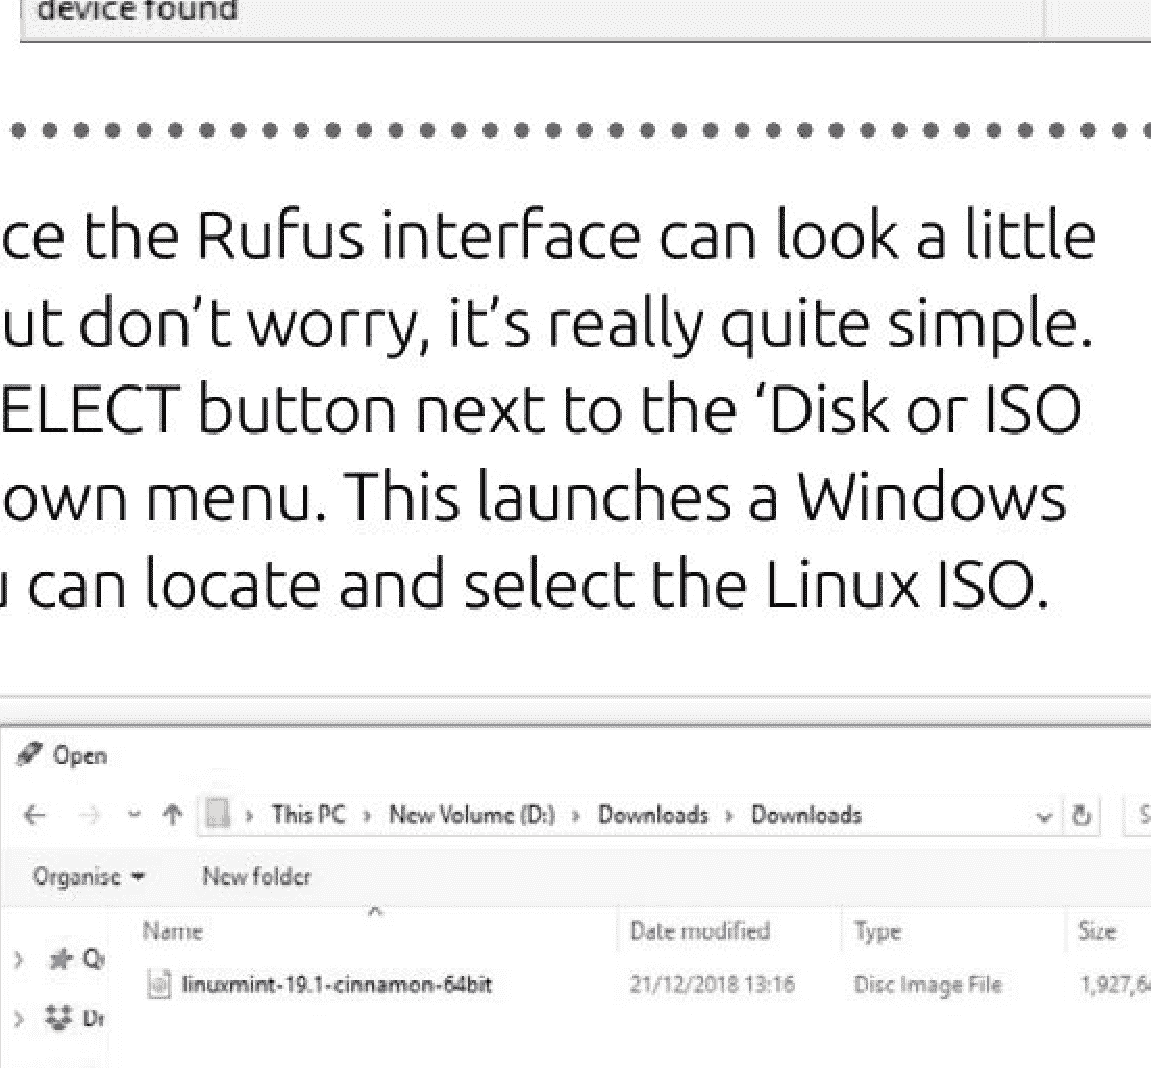 device found
ce the Rufus interface can look a little
ut don’t worry, it’s really quite simple.
ELECT button next to the ‘Disk or ISO
own menu. This launches a Windows
can locate and select the Linux ISO.
Open
This PC › New Volume (D:) › Downloads › Downloads
Organise New folder
Name Date modified Type Size
linuxmint-19.1-cinnamon-64bit 21/12/2018 13:16 Disc Image File 1,927,6